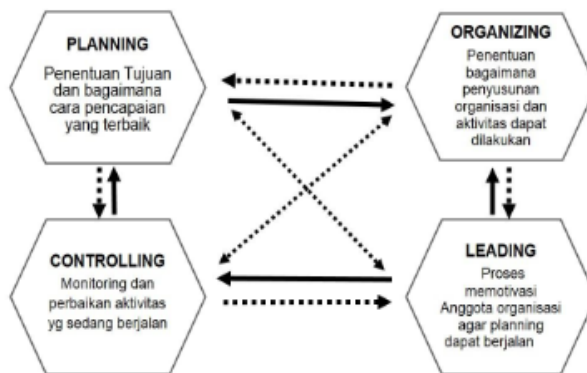 PLANNING
Penentuan Tujuan
dan bagaimana
cara pencapaian
yang terbaik
ORGANIZING
Penentuan
bagaimana
penyusunan
organisasi dan
aktivitas dapat
dilakukan
CONTROLLING
Monitoring dan
perbaikan aktivitas
yg sedang berjalan
LEADING
Proses
memotivasi
Anggota organisasi
agar planning
dapat berjalan